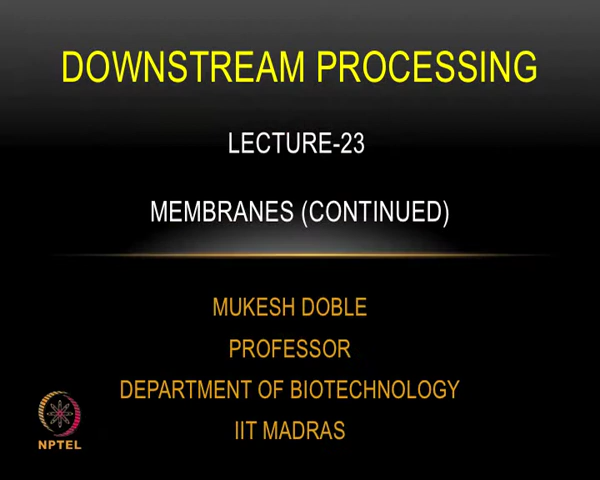 DOWNSTREAM PROCESSING
LECTURE-23
MEMBRANES (CONTINUED)
MUKESH DOBLE
PROFESSOR
DEPARTMENT OF BIOTECHNOLOGY
IIT MADRAS
NPTEL